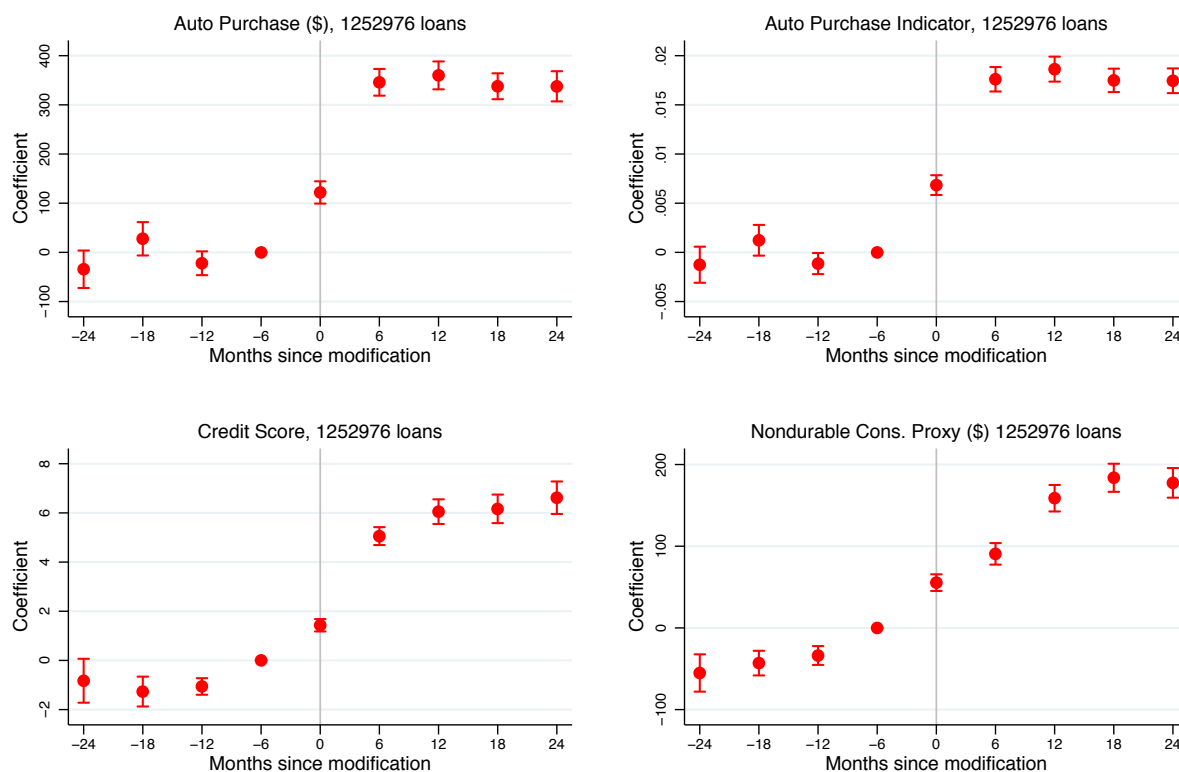 Auto Purchase ($), 1252976 loans
Coefficient
400
300
200
100
0
-100
-24 -18 -12 -6 0 6 12 18 24
Months since modification
Auto Purchase Indicator, 1252976 loans
Coefficient
.02
.015
.01
.005
0
-.005
-24 -18 -12 -6 0 6 12 18 24
Months since modification
Credit Score, 1252976 loans
Coefficient
8
6
4
2
0
-2
-24 -18 -12 -6 0 6 12 18 24
Months since modification
Nondurable Cons. Proxy ($) 1252976 loans
Coefficient
200
100
0
-100
-24 -18 -12 -6 0 6 12 18 24
Months since modification